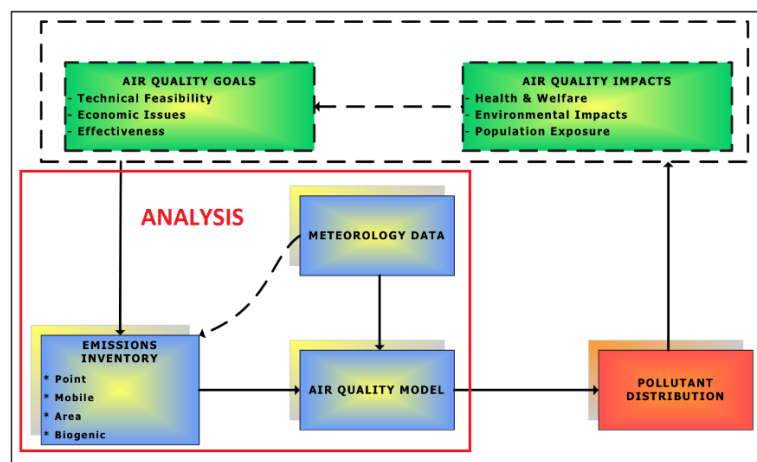 AIR QUALITY GOALS
- Technical Feasibility
- Economic Issues
- Effectiveness
AIR QUALITY IMPACTS
- Health & Welfare
- Environmental Impacts
- Population Exposure
ANALYSIS
METEOROLOGY DATA
EMISSIONS
INVENTORY
* Point
* Mobile
* Area
* Biogenic
AIR QUALITY MODEL
POLLUTANT
DISTRIBUTION